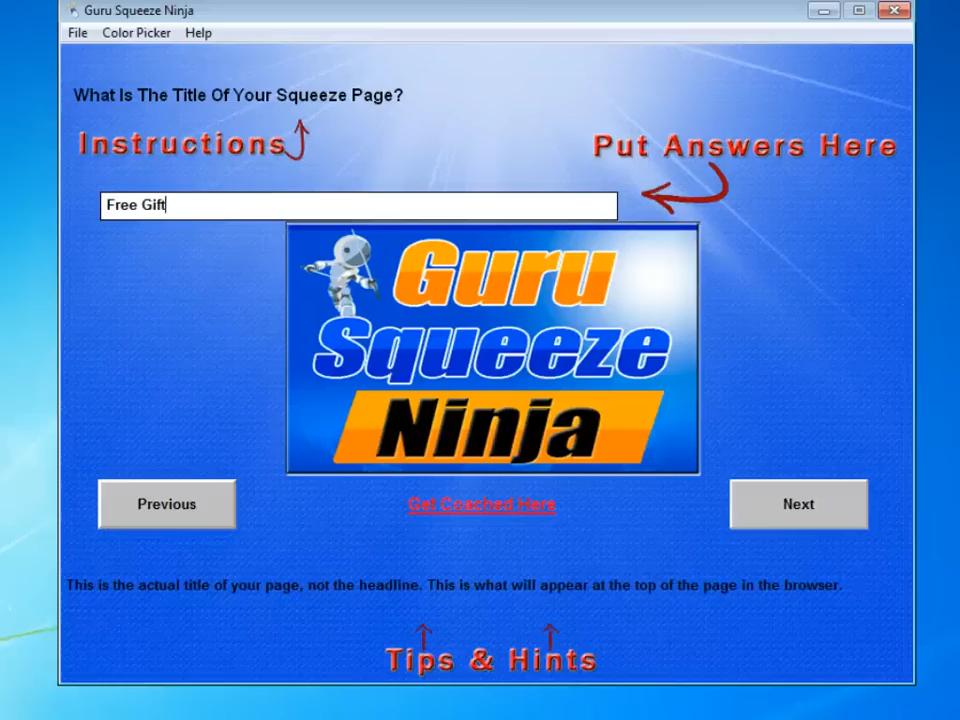 Guru Squeeze Ninja
File Color Picker Help
What Is The Title Of Your Squeeze Page?
Instructions
Put Answers Here
Free Gift
Guru
Squeeze
Ninja
Previous
Get Coached Here
Next
This is the actual title of your page, not the headline. This is what will appear at the top of the page in the browser.
Tips & Hints